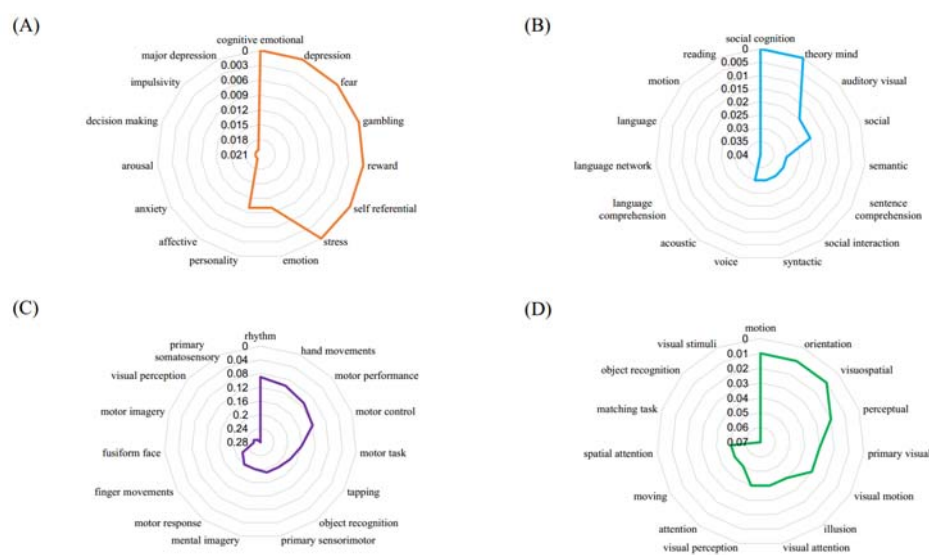 (A)
cognitive emotional
depression
fear
gambling
reward
self referential
stress
emotion
personality
affective
anxiety
arousal
decision making
impulsivity
major depression
0
0.003
0.006
0.009
0.012
0.015
0.018
0.021
(B)
social cognition
theory mind
auditory visual
social
semantic
sentence
comprehension
social interaction
syntactic
voice
acoustic
language
comprehension
language network
language
motion
reading
0
0.005
0.01
0.015
0.02
0.025
0.03
0.035
0.04
(C)
rhythm
hand movements
motor performance
motor control
motor task
tapping
object recognition
primary sensorimotor
mental imagery
motor response
finger movements
fusiform face
motor imagery
visual perception
primary
somatosensory
0
0.04
0.08
0.12
0.16
0.2
0.24
0.28
(D)
motion
orientation
visuospatial
perceptual
primary visual
visual motion
illusion
visual attention
visual perception
attention
moving
spatial attention
matching task
object recognition
visual stimuli
0
0.01
0.02
0.03
0.04
0.05
0.06
0.07